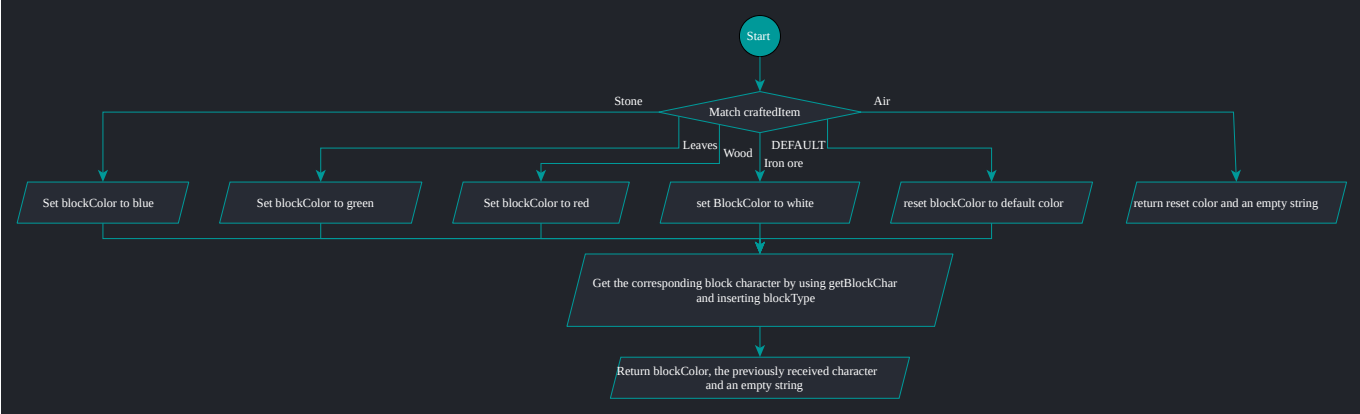 Start
Match craftedItem
Stone
Air
Leaves
Wood
DEFAULT
Iron ore
Set blockColor to blue
Set blockColor to green
Set blockColor to red
set BlockColor to white
reset blockColor to default color
return reset color and an empty string
Get the corresponding block character by using getBlockChar
and inserting blockType
Return blockColor, the previously received character
and an empty string